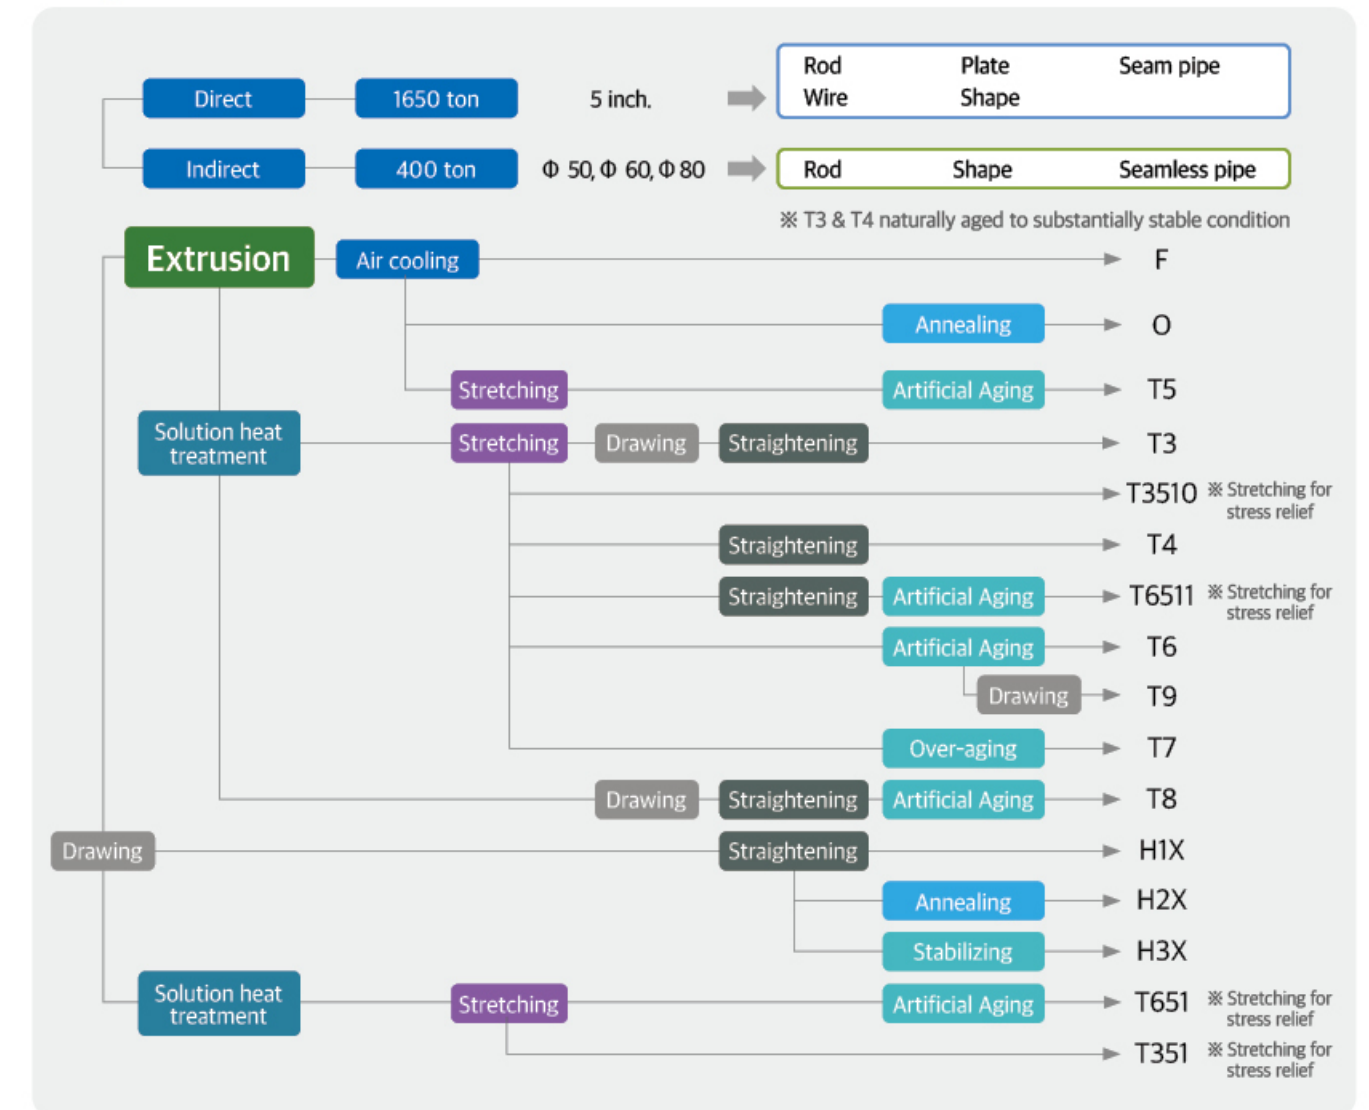 Direct 1650 ton 5 inch. Rod Plate Seam pipe
Wire Shape
Indirect 400 ton Φ 50, Φ 60, Φ 80 Rod Shape Seamless pipe
※ T3 & T4 naturally aged to substantially stable condition
Extrusion Air cooling F
Annealing O
Stretching Artificial Aging T5
Solution heat
treatment
Stretching Drawing Straightening T3
T3510 ※ Stretching for
stress relief
Straightening T4
Straightening Artificial Aging T6511 ※ Stretching for
stress relief
Artificial Aging T6
Drawing T9
Over-aging T7
Drawing Straightening Artificial Aging T8
Drawing Straightening H1X
Annealing H2X
Stabilizing H3X
Solution heat
treatment
Stretching Artificial Aging T651 ※ Stretching for
stress relief
T351 ※ Stretching for
stress relief